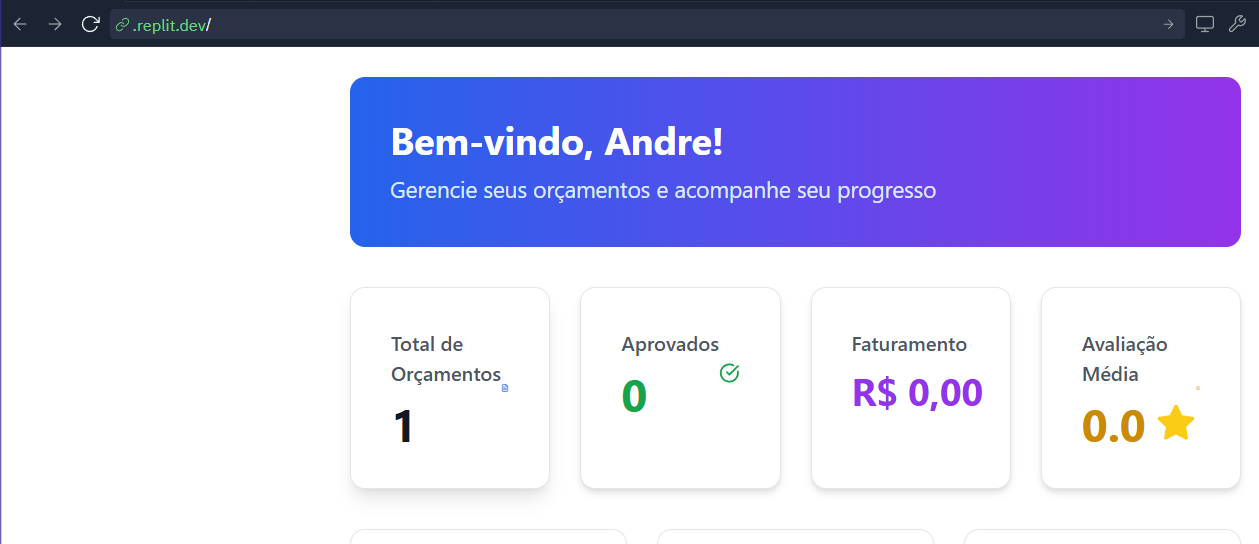 .replit.dev/
Bem-vindo, Andre!
Gerencie seus orçamentos e acompanhe seu progresso
Total de
Orçamentos
1
Aprovados
0
Faturamento
R$ 0,00
Avaliação
Média
0.0